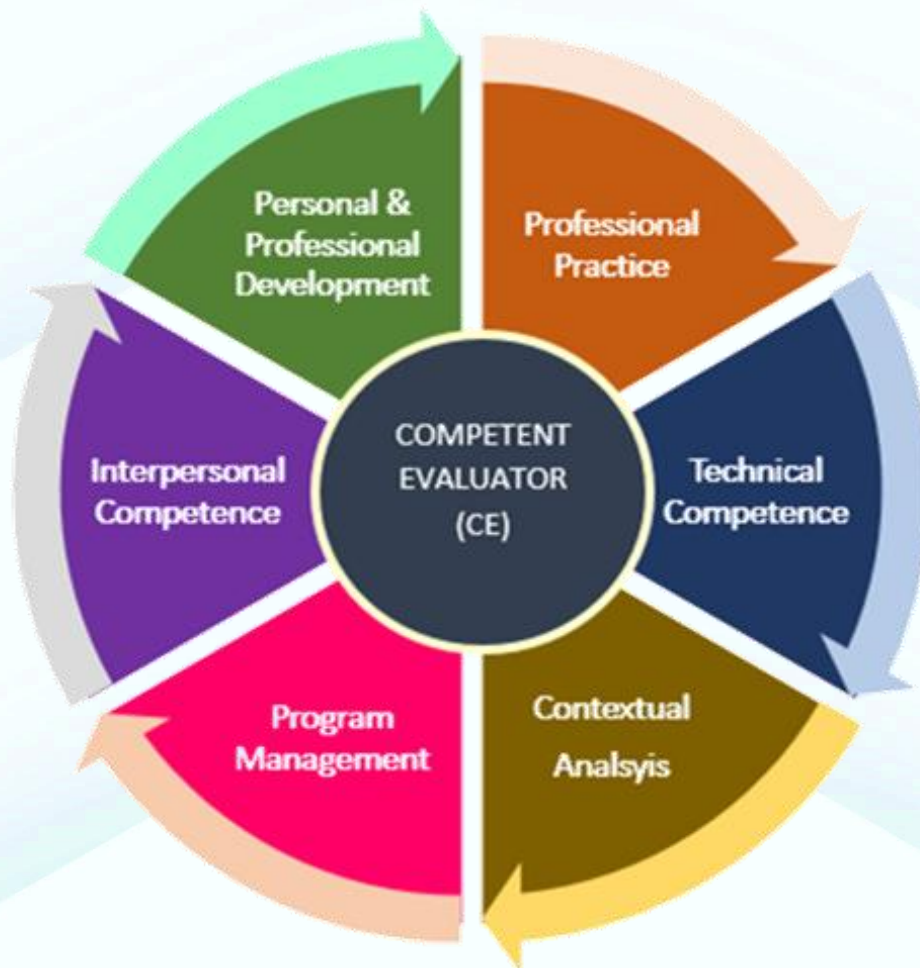 Personal &
Professional
Development
Professional
Practice
COMPETENT
EVALUATOR
(CE)
Interpersonal
Competence
Technical
Competence
Program
Management
Contextual
Analsyis